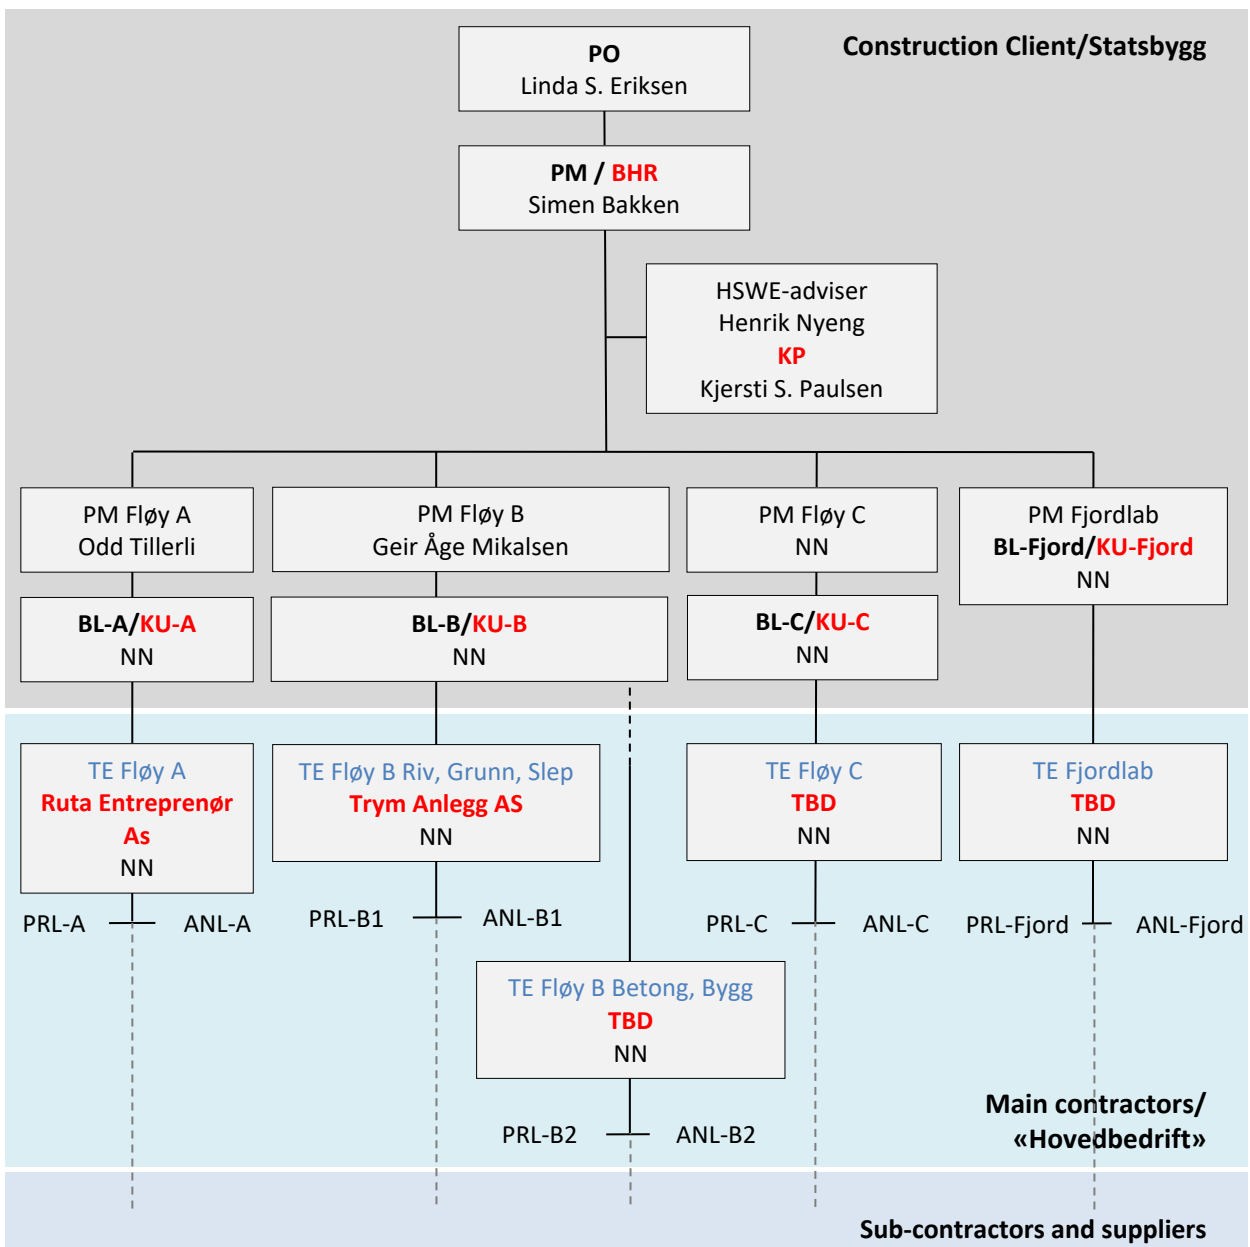 Construction Client/Statsbygg
PO
Linda S. Eriksen
PM / BHR
Simen Bakken
HSWE-adviser
Henrik Nyeng
KP
Kjersti S. Paulsen
PM Fløy A
Odd Tillerli
PM Fløy B
Geir Åge Mikalsen
PM Fløy C
NN
PM Fjordlab
BL-Fjord/KU-Fjord
NN
BL-A/KU-A
NN
BL-B/KU-B
NN
BL-C/KU-C
NN
TE Fløy A
Ruta Entreprenør
As
NN
TE Fløy B Riv, Grunn, Slep
Trym Anlegg AS
NN
TE Fløy C
TBD
NN
TE Fjordlab
TBD
NN
PRL-A
ANL-A
PRL-B1
ANL-B1
PRL-C
ANL-C
PRL-Fjord
ANL-Fjord
TE Fløy B Betong, Bygg
TBD
NN
PRL-B2
ANL-B2
Main contractors/
«Hovedbedrift»
Sub-contractors and suppliers